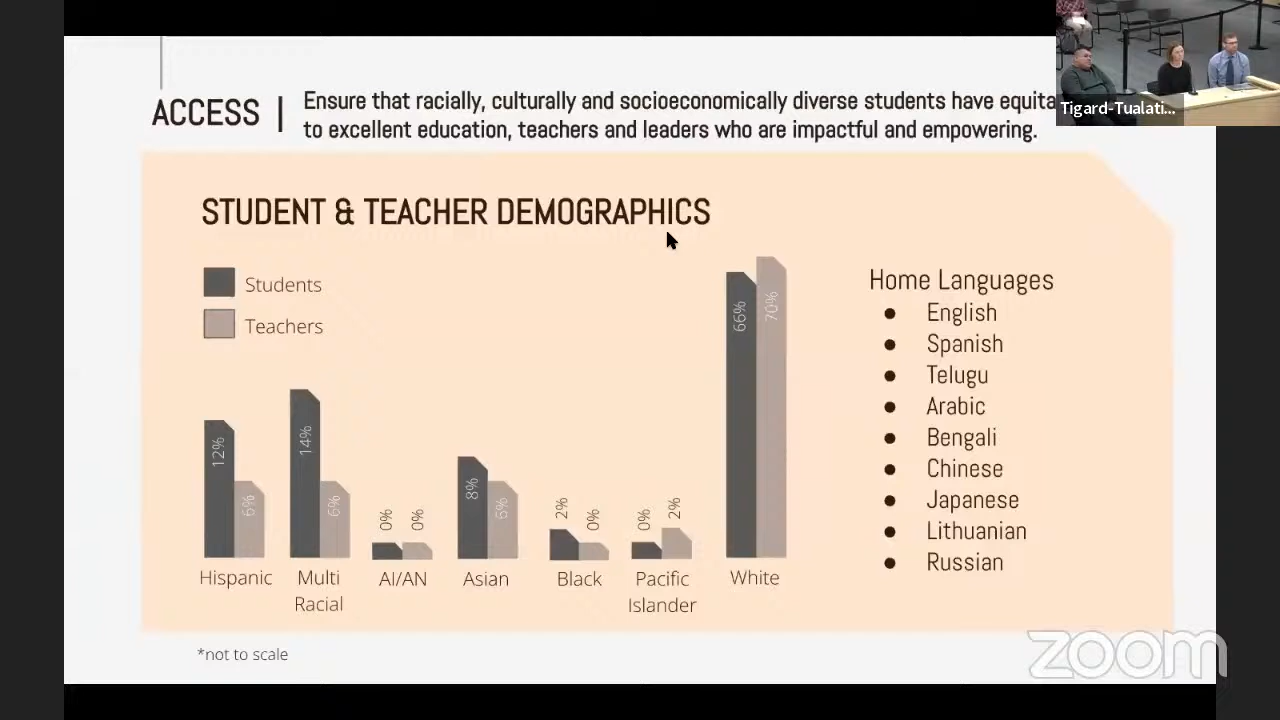 ACCESS | Ensure that racially, culturally and socioeconomically diverse students have equita
to excellent education, teachers and leaders who are impactful and empowering.
Tigard-Tualati...
STUDENT & TEACHER DEMOGRAPHICS
Students
Teachers
12%
6%
14%
6%
0%
0%
8%
6%
2%
0%
0%
2%
66%
70%
Hispanic
Multi
Racial
AI/AN
Asian
Black
Pacific
Islander
White
Home Languages
● English
● Spanish
● Telugu
● Arabic
● Bengali
● Chinese
● Japanese
● Lithuanian
● Russian
*not to scale
zoom